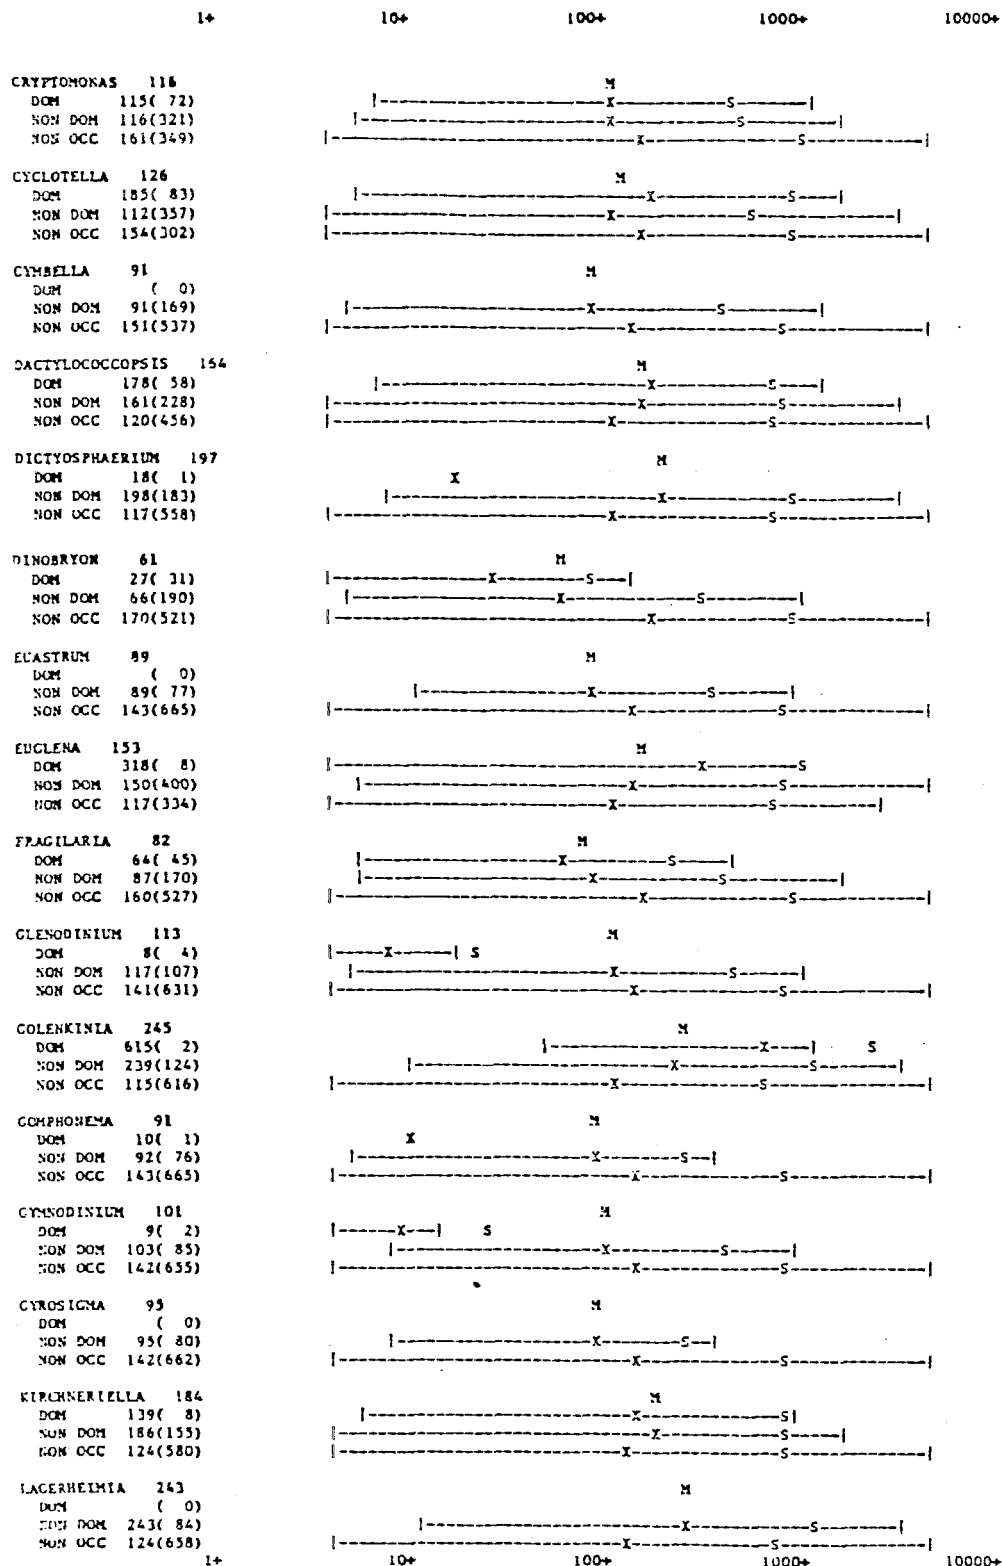 1+ 10+ 100+ 1000+ 10000+
CRYPTOMONAS 116 M
DOM 115( 72) |---X---S---|
NON DOM 116(321) |---X---S---|
NON OCC 161(349) |---X---S---|
CYCLOTELLA 126 M
DOM 185( 83) |---X---S---|
NON DOM 112(357) |---X---S---|
NON OCC 154(302) |---X---S---|
CYMBELLA 91 M
DOM ( 0)
NON DOM 91(169) |---X---S---|
NON OCC 151(537) |---X---S---|
DACTYLOCOCCOPSIS 154 M
DOM 178( 58) |---X---S---|
NON DOM 161(228) |---X---S---|
NON OCC 120(456) |---X---S---|
DICTYOSPHAERIUM 197 M
DOM 18( 1) X
NON DOM 198(183) |---X---S---|
NON OCC 117(558) |---X---S---|
DINOBRYON 61 M
DOM 27( 31) |---X---S---|
NON DOM 66(190) |---X---S---|
NON OCC 170(521) |---X---S---|
EUASTRUM 89 M
DOM ( 0)
NON DOM 89( 77) |---X---S---|
NON OCC 143(665) |---X---S---|
EUGLENA 153 M
DOM 318( 8) |---X---S
NON DOM 150(400) |---X---S---|
NON OCC 117(334) |---X---S---|
FRAGILARIA 82 M
DOM 64( 45) |---X---S---|
NON DOM 87(170) |---X---S---|
NON OCC 160(527) |---X---S---|
GLENODINIUM 113 M
DOM 8( 4) |---X---| S
NON DOM 117(107) |---X---S---|
NON OCC 141(631) |---X---S---|
GOLENKINIA 245 M
DOM 615( 2) |---X---| S
NON DOM 239(124) |---X---S---|
NON OCC 115(616) |---X---S---|
GOMPHONEMA 91 M
DOM 10( 1) X
NON DOM 92( 76) |---X---S---|
NON OCC 143(665) |---X---S---|
GYMNODINIUM 101 M
DOM 9( 2) |---X---| S
NON DOM 103( 85) |---X---S---|
NON OCC 142(655) |---X---S---|
GYROSIGMA 95 M
DOM ( 0)
NON DOM 95( 80) |---X---S---|
NON OCC 142(662) |---X---S---|
KIRCHNERIELLA 184 M
DOM 139( 8) |---X---S|
NON DOM 186(155) |---X---S---|
NON OCC 124(580) |---X---S---|
LAGERHEIMIA 243 M
DOM ( 0)
NON DOM 243( 84) |---X---S---|
NON OCC 124(658) |---X---S---|
1+ 10+ 100+ 1000+ 10000+